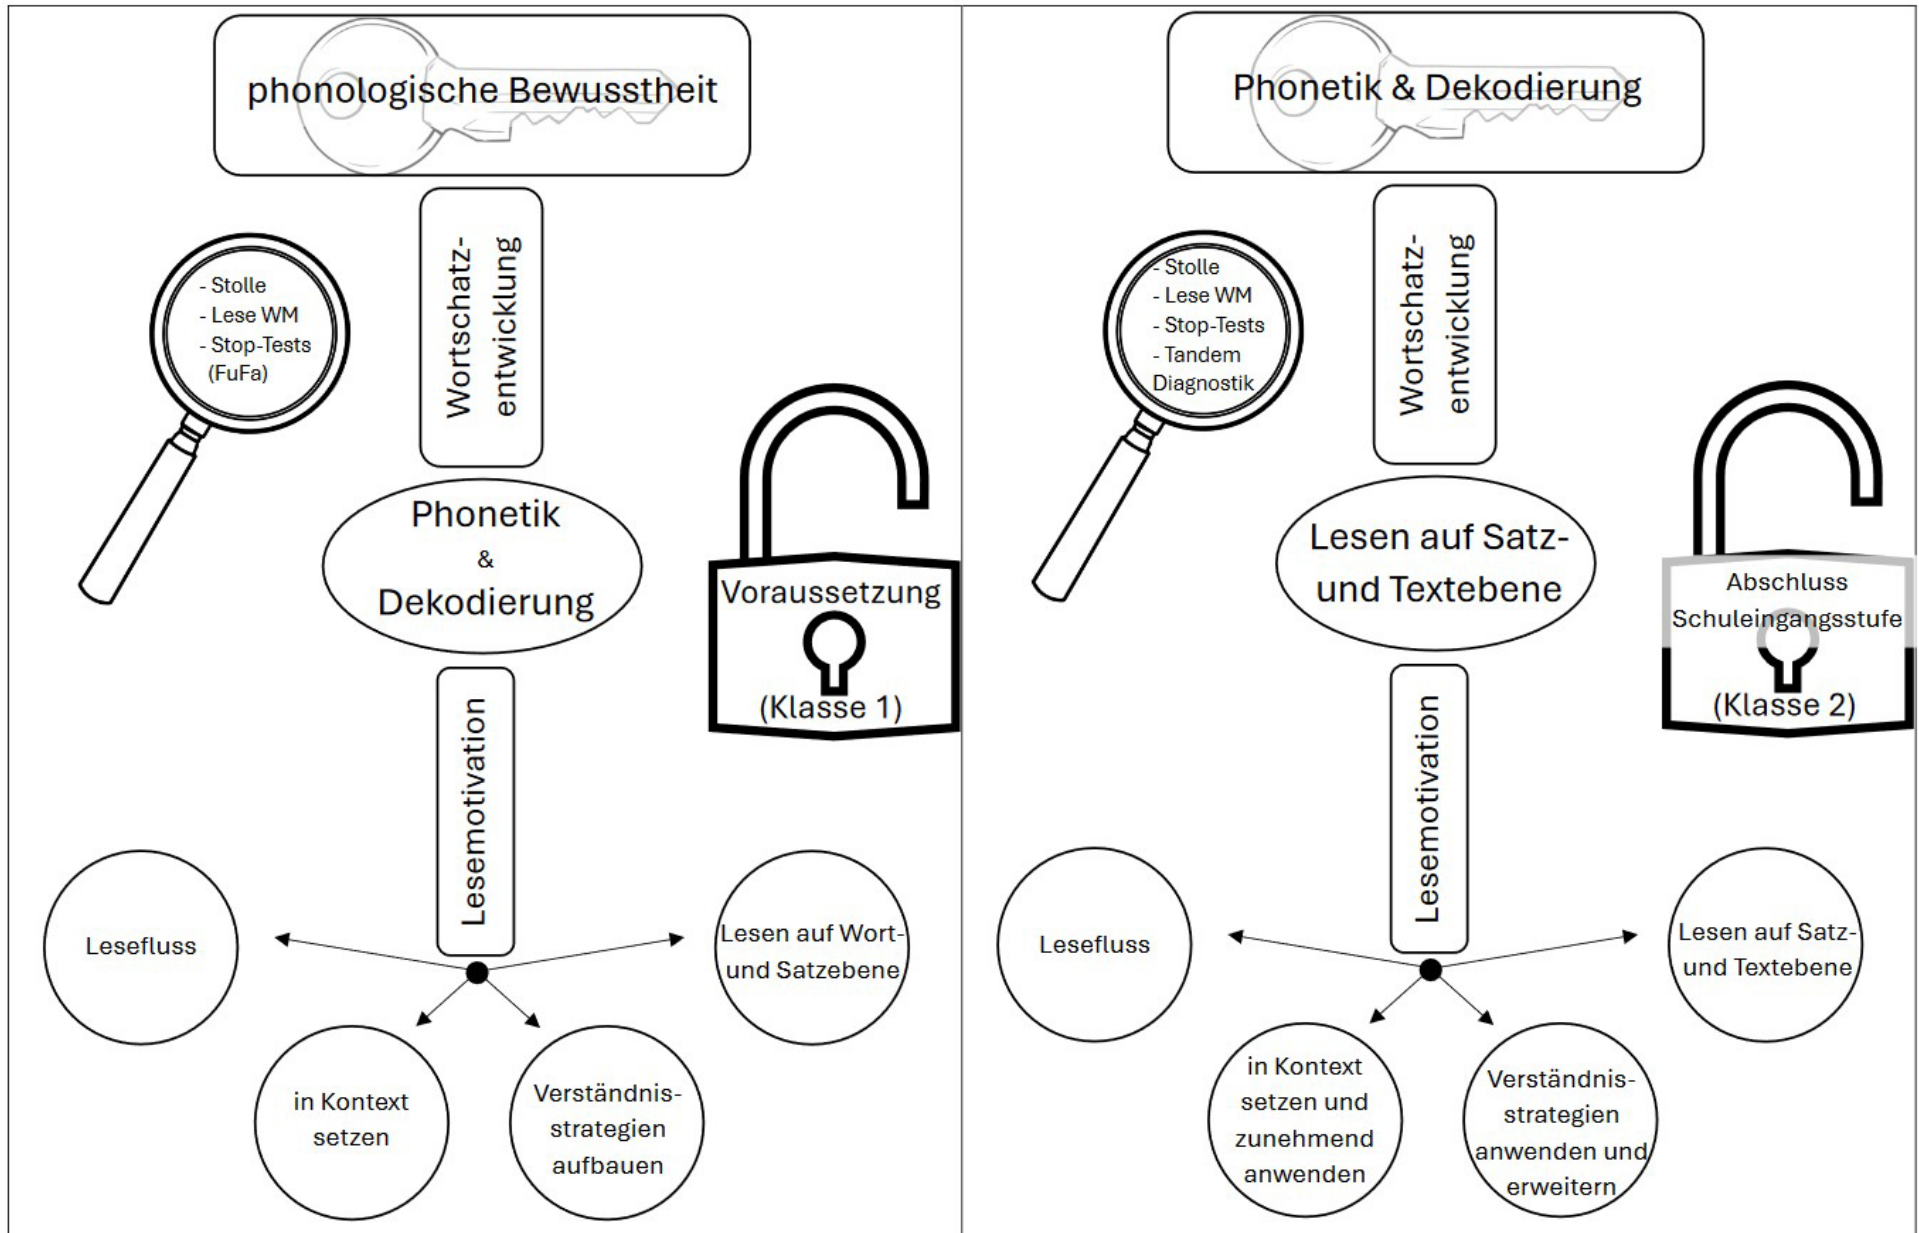 phonologische Bewusstheit
Wortschatz-
entwicklung
- Stolle
- Lese WM
- Stop-Tests
(FuFa)
Phonetik
&
Dekodierung
Voraussetzung
(Klasse 1)
Lesemotivation
Lesefluss
in Kontext
setzen
Verständnis-
strategien
aufbauen
Lesen auf Wort-
und Satzebene
Phonetik & Dekodierung
Wortschatz-
entwicklung
- Stolle
- Lese WM
- Stop-Tests
- Tandem
Diagnostik
Lesen auf Satz-
und Textebene
Abschluss
Schuleingangsstufe
(Klasse 2)
Lesemotivation
Lesefluss
in Kontext
setzen und
zunehmend
anwenden
Verständnis-
strategien
anwenden und
erweitern
Lesen auf Satz-
und Textebene